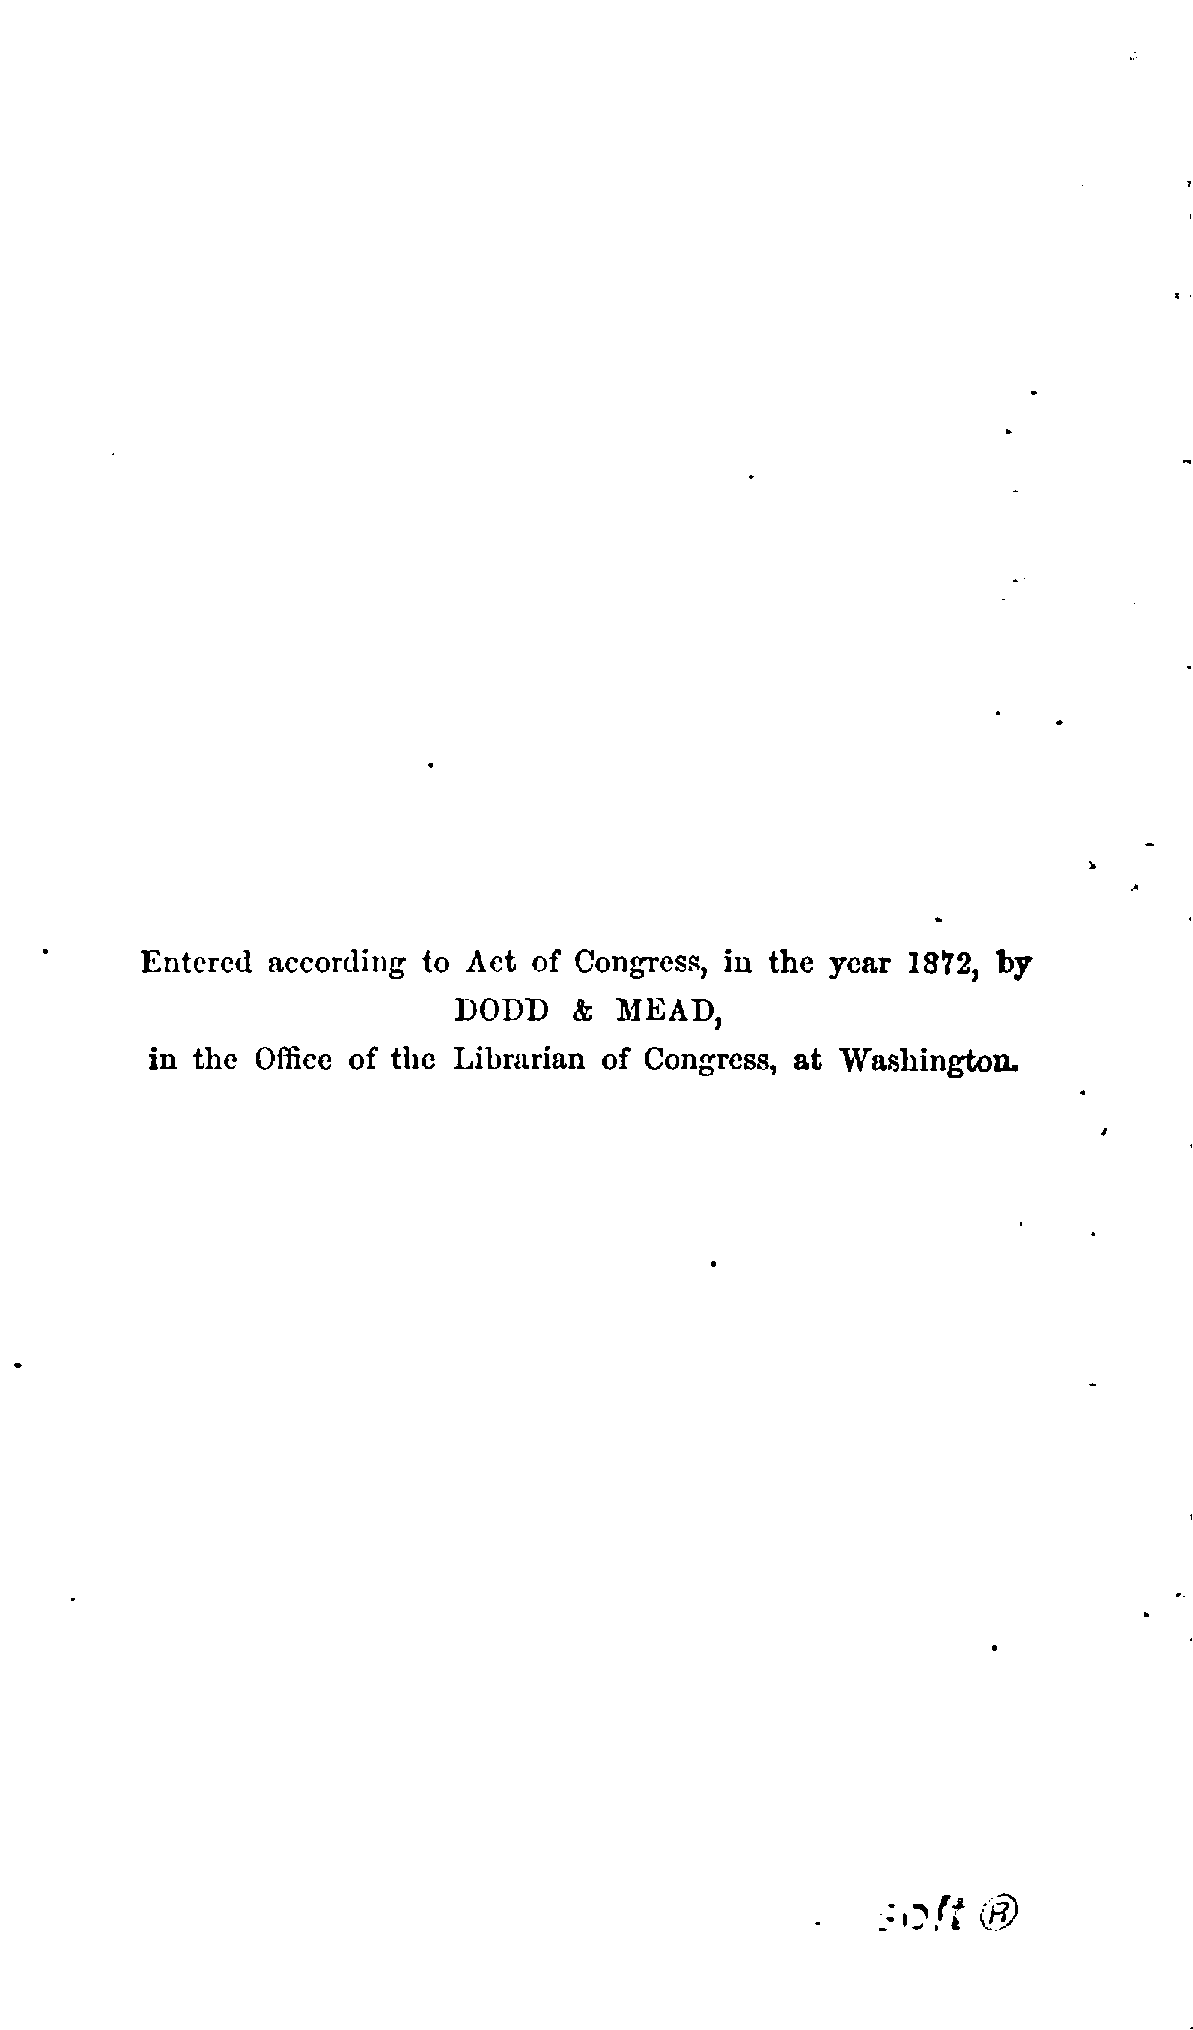 Entered according to Act of Congress, in the year 1872, by
DODD & MEAD,
in the Office of the Librarian of Congress, at Washington.
®